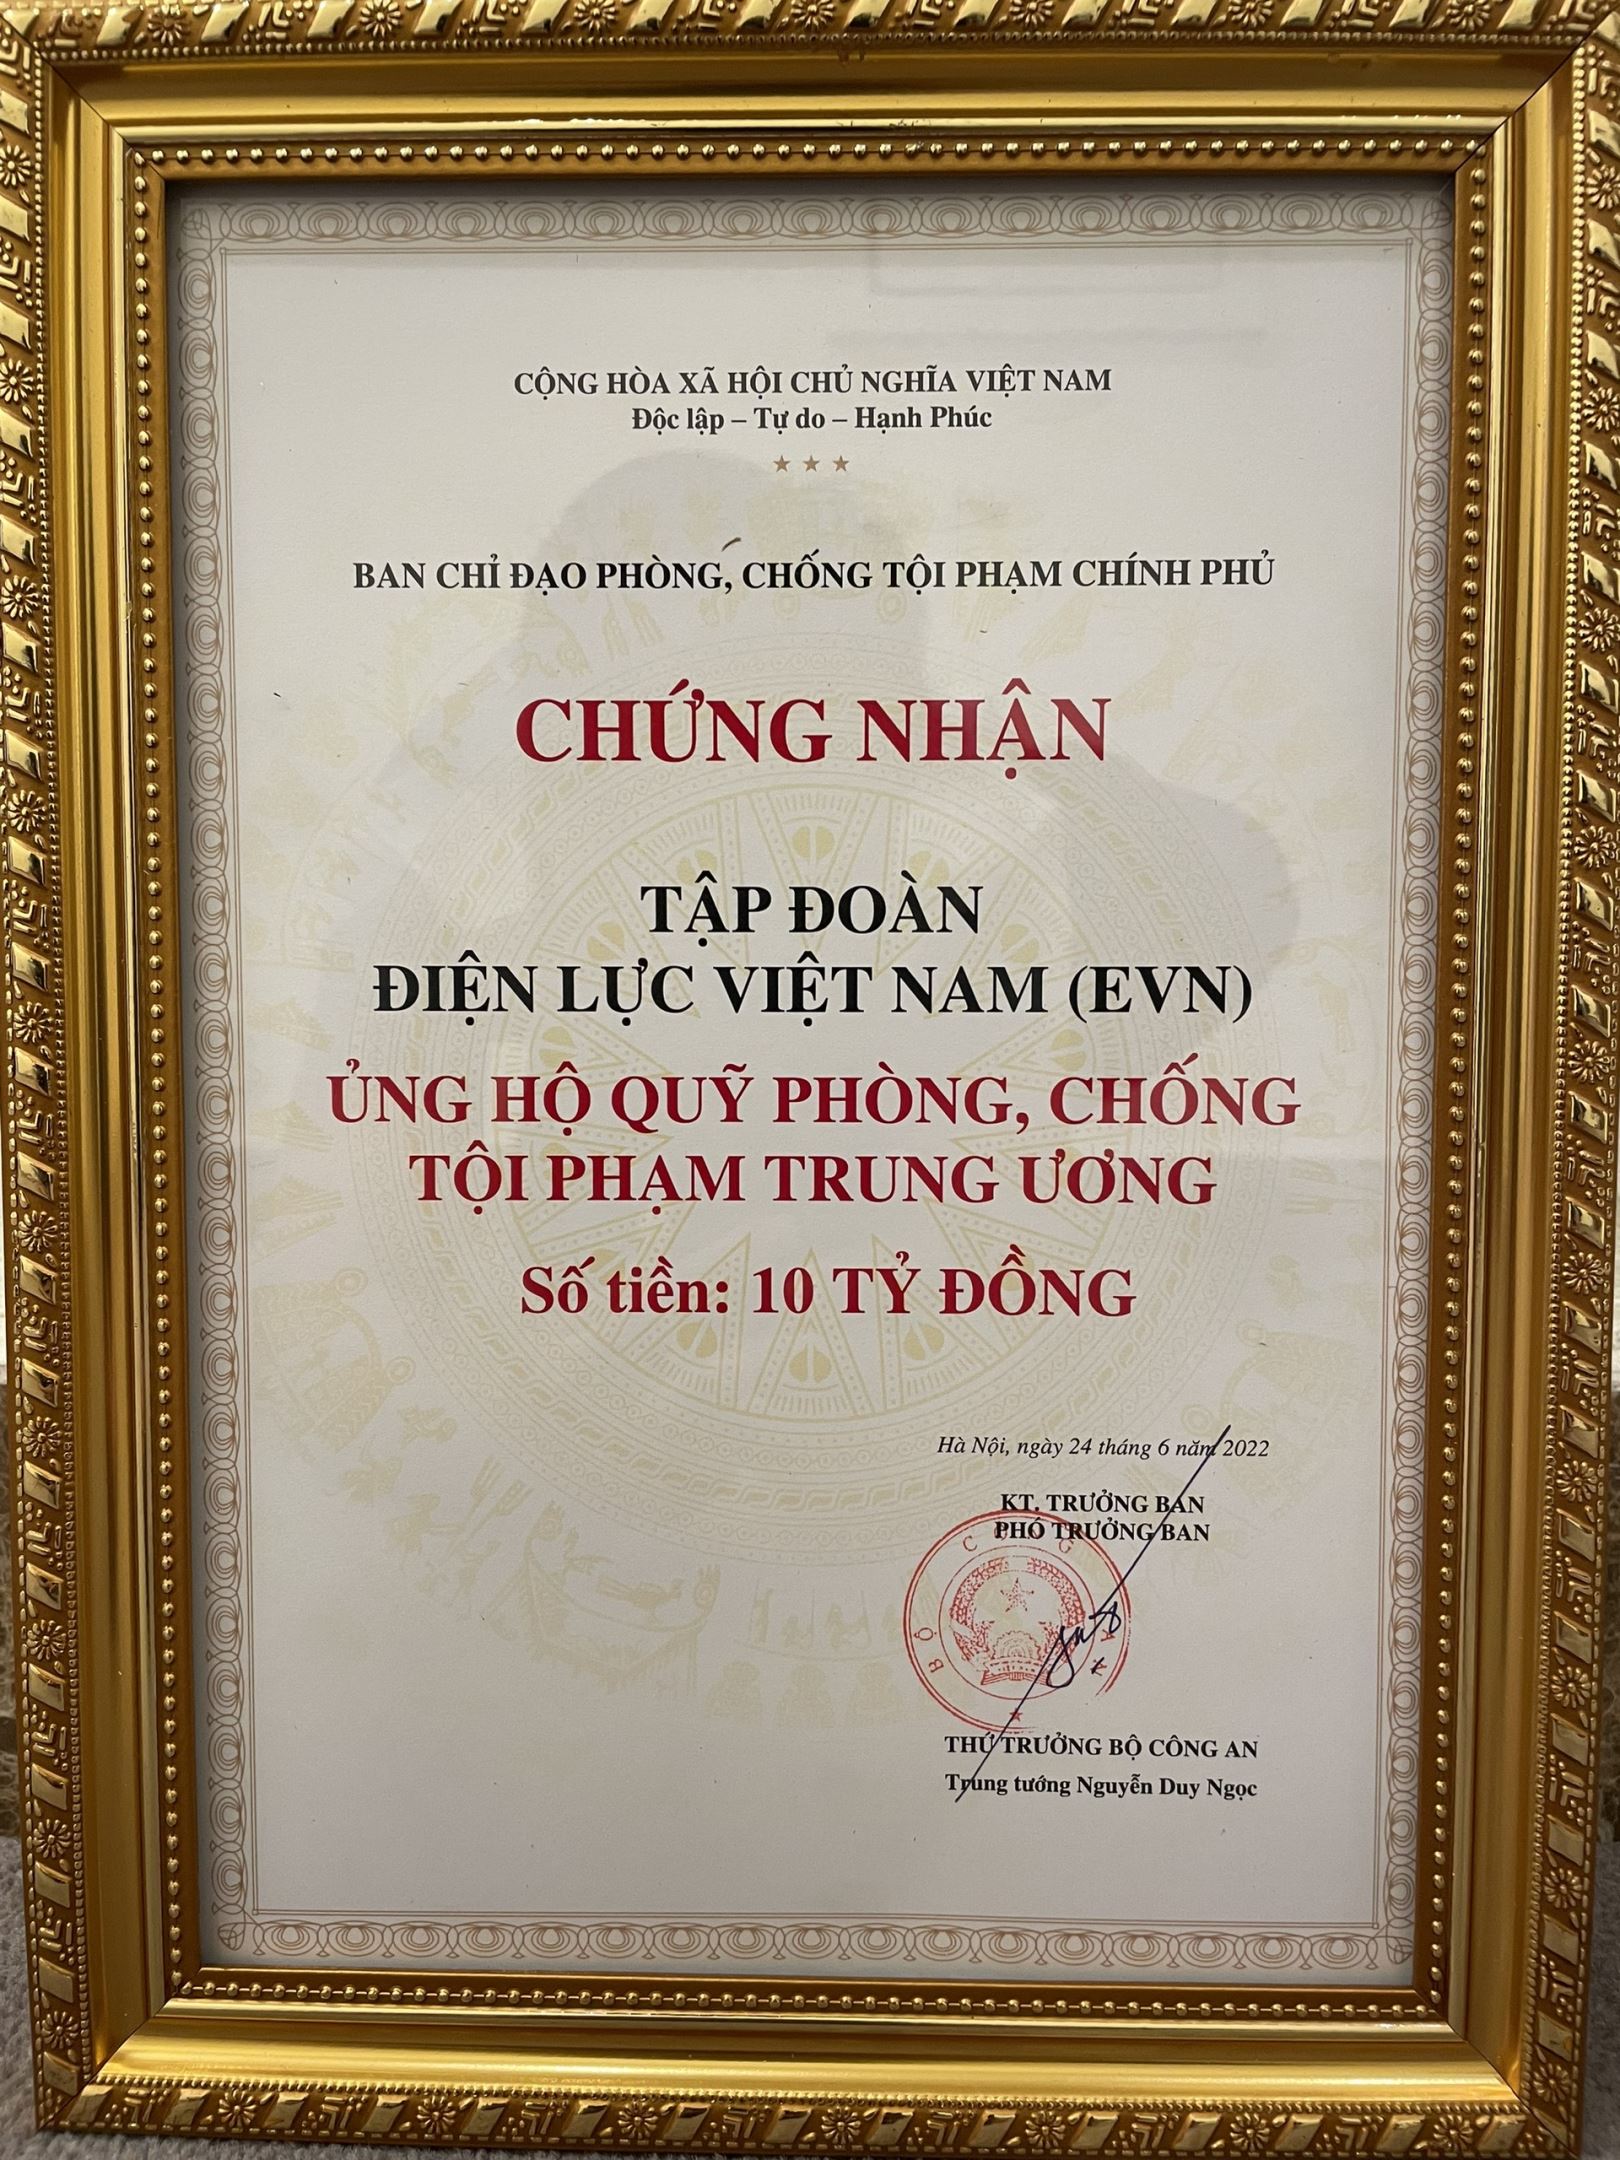 CỘNG HÒA XÃ HỘI CHỦ NGHĨA VIỆT NAM
Độc lập – Tự do – Hạnh Phúc
BAN CHỈ ĐẠO PHÒNG, CHỐNG TỘI PHẠM CHÍNH PHỦ
CHỨNG NHẬN
TẬP ĐOÀN
ĐIỆN LỰC VIỆT NAM (EVN)
ỦNG HỘ QUỸ PHÒNG, CHỐNG
TỘI PHẠM TRUNG ƯƠNG
Số tiền: 10 TỶ ĐỒNG
Hà Nội, ngày 24 tháng 6 năm 2022
KT. TRƯỞNG BAN
PHÓ TRƯỞNG BAN
BỘ
THỨ TRƯỞNG BỘ CÔNG AN
Trung tướng Nguyễn Duy Ngọc